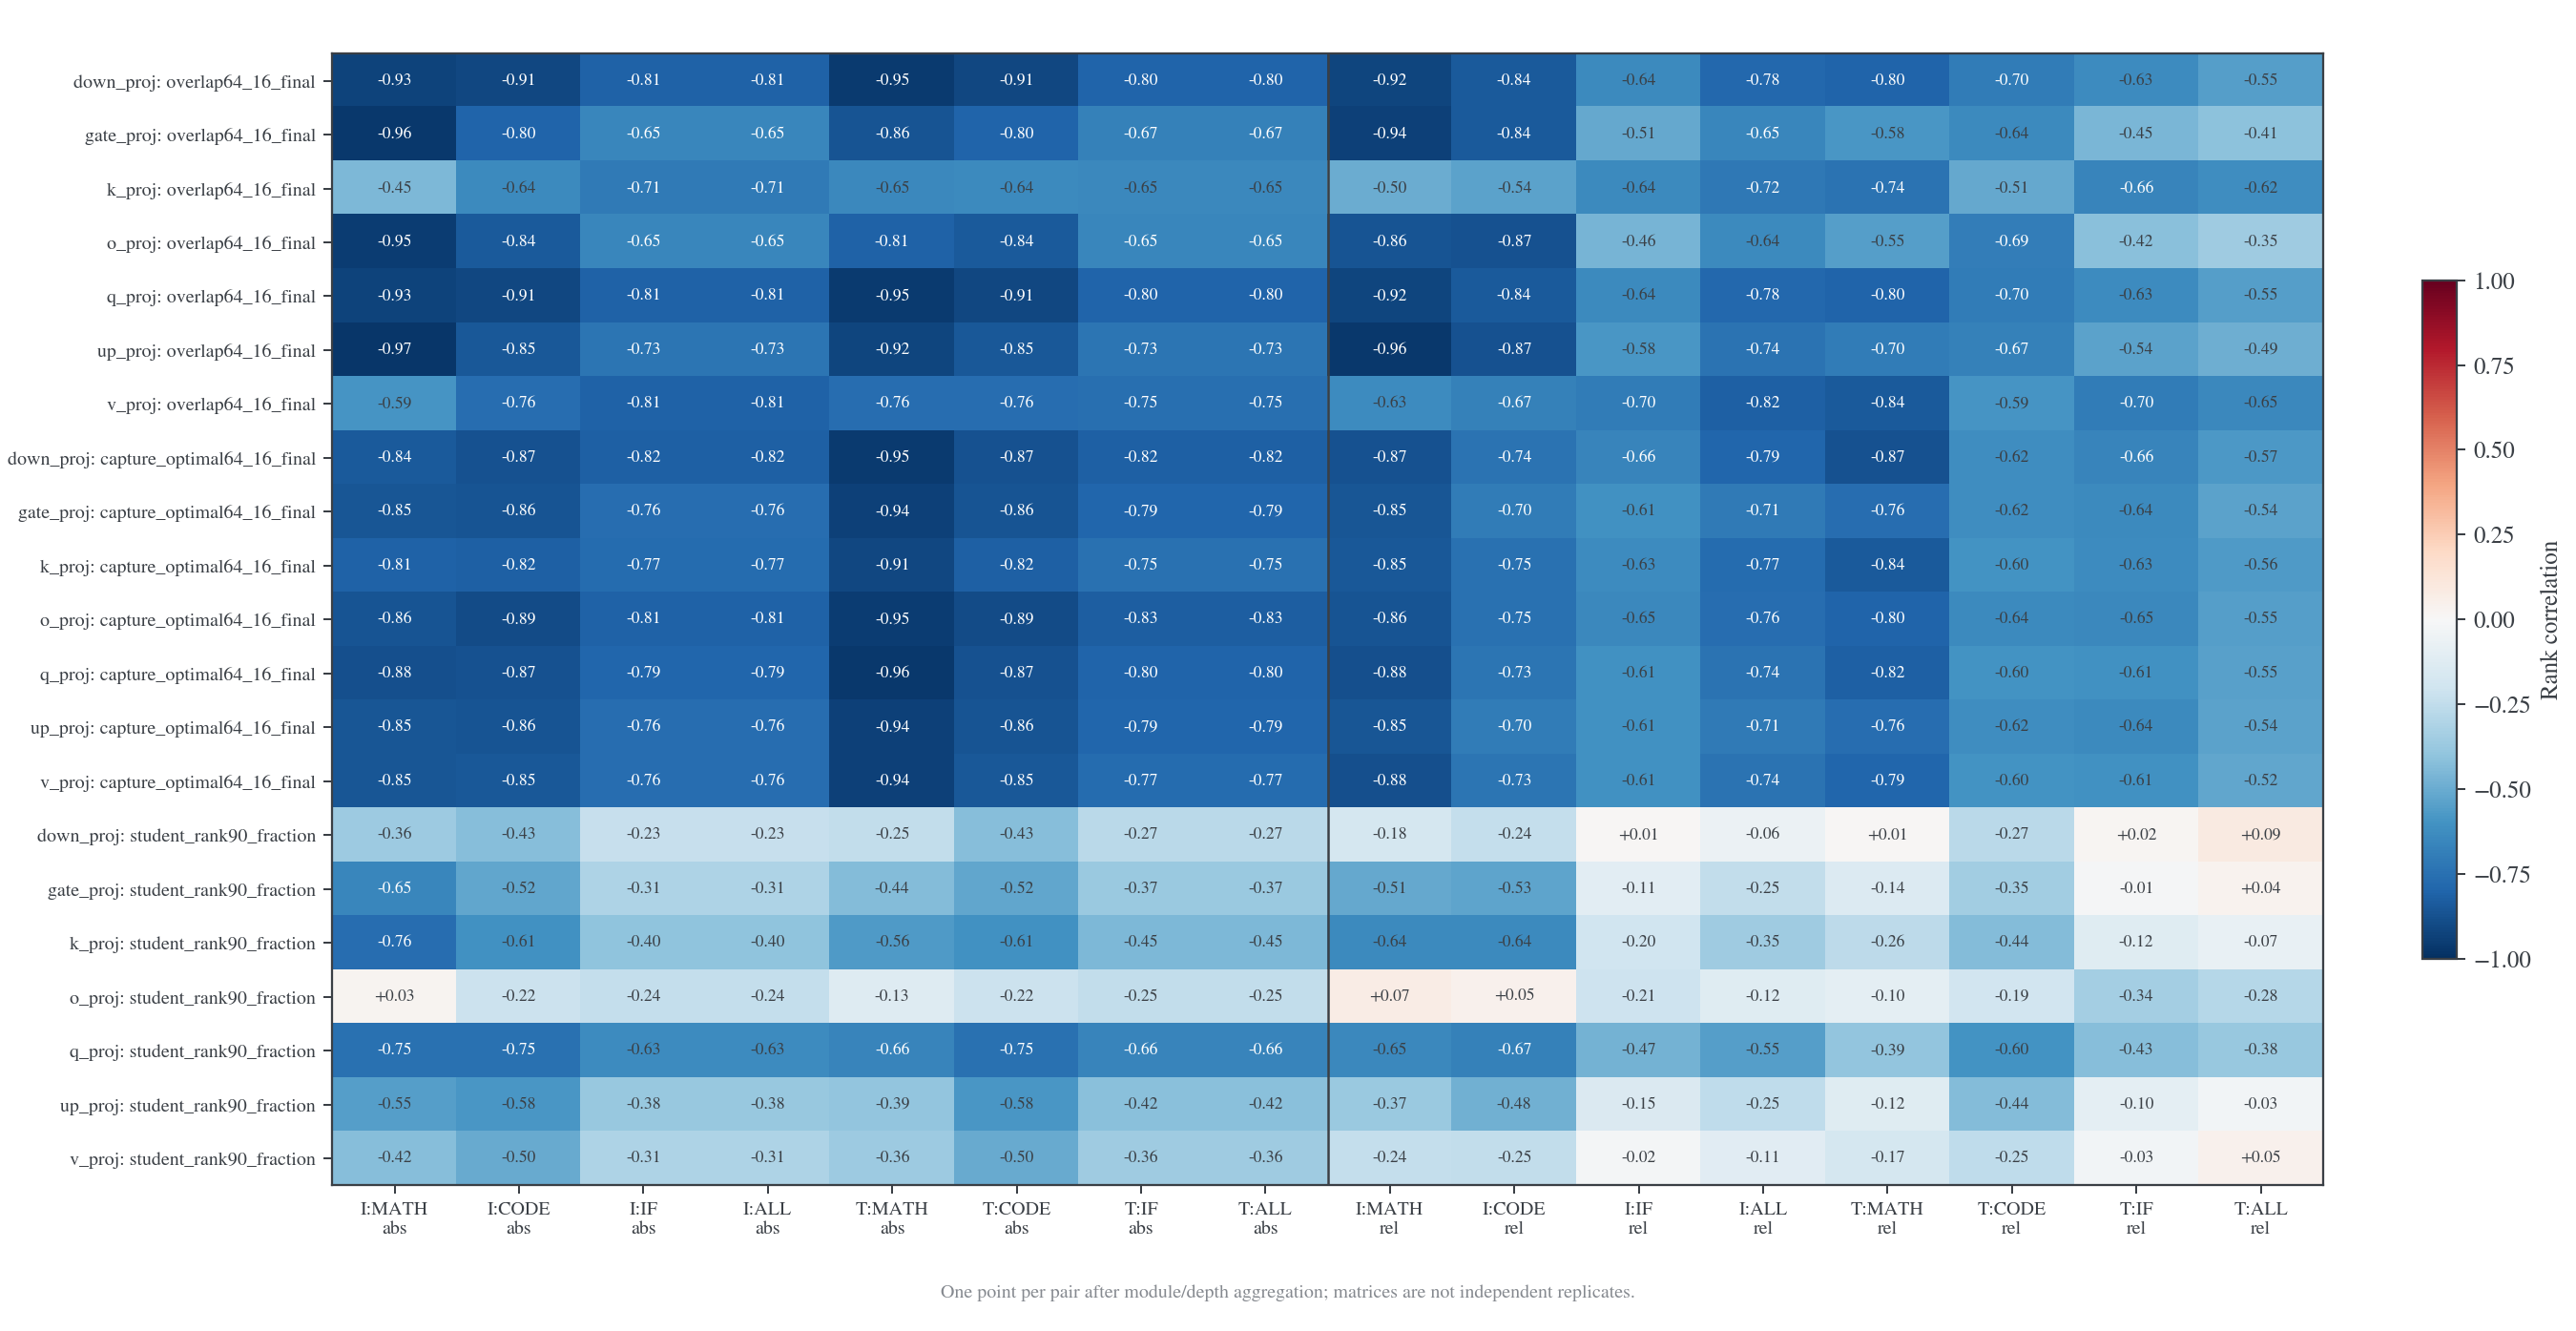 down_proj: overlap64_16_final -0.93 -0.91 -0.81 -0.81 -0.95 -0.91 -0.80 -0.80 -0.92 -0.84 -0.64 -0.78 -0.80 -0.70 -0.63 -0.55
gate_proj: overlap64_16_final -0.96 -0.80 -0.65 -0.65 -0.86 -0.80 -0.67 -0.67 -0.94 -0.84 -0.51 -0.65 -0.58 -0.64 -0.45 -0.41
k_proj: overlap64_16_final -0.45 -0.64 -0.71 -0.71 -0.65 -0.64 -0.65 -0.65 -0.50 -0.54 -0.64 -0.72 -0.74 -0.51 -0.66 -0.62
o_proj: overlap64_16_final -0.95 -0.84 -0.65 -0.65 -0.81 -0.84 -0.65 -0.65 -0.86 -0.87 -0.46 -0.64 -0.55 -0.69 -0.42 -0.35
q_proj: overlap64_16_final -0.93 -0.91 -0.81 -0.81 -0.95 -0.91 -0.80 -0.80 -0.92 -0.84 -0.64 -0.78 -0.80 -0.70 -0.63 -0.55
up_proj: overlap64_16_final -0.97 -0.85 -0.73 -0.73 -0.92 -0.85 -0.73 -0.73 -0.96 -0.87 -0.58 -0.74 -0.70 -0.67 -0.54 -0.49
v_proj: overlap64_16_final -0.59 -0.76 -0.81 -0.81 -0.76 -0.76 -0.75 -0.75 -0.63 -0.67 -0.70 -0.82 -0.84 -0.59 -0.70 -0.65
down_proj: capture_optimal64_16_final -0.84 -0.87 -0.82 -0.82 -0.95 -0.87 -0.82 -0.82 -0.87 -0.74 -0.66 -0.79 -0.87 -0.62 -0.66 -0.57
gate_proj: capture_optimal64_16_final -0.85 -0.86 -0.76 -0.76 -0.94 -0.86 -0.79 -0.79 -0.85 -0.70 -0.61 -0.71 -0.76 -0.62 -0.64 -0.54
k_proj: capture_optimal64_16_final -0.81 -0.82 -0.77 -0.77 -0.91 -0.82 -0.75 -0.75 -0.85 -0.75 -0.63 -0.77 -0.84 -0.60 -0.63 -0.56
o_proj: capture_optimal64_16_final -0.86 -0.89 -0.81 -0.81 -0.95 -0.89 -0.83 -0.83 -0.86 -0.75 -0.65 -0.76 -0.80 -0.64 -0.65 -0.55
q_proj: capture_optimal64_16_final -0.88 -0.87 -0.79 -0.79 -0.96 -0.87 -0.80 -0.80 -0.88 -0.73 -0.61 -0.74 -0.82 -0.60 -0.61 -0.55
up_proj: capture_optimal64_16_final -0.85 -0.86 -0.76 -0.76 -0.94 -0.86 -0.79 -0.79 -0.85 -0.70 -0.61 -0.71 -0.76 -0.62 -0.64 -0.54
v_proj: capture_optimal64_16_final -0.85 -0.85 -0.76 -0.76 -0.94 -0.85 -0.77 -0.77 -0.88 -0.73 -0.61 -0.74 -0.79 -0.60 -0.61 -0.52
down_proj: student_rank90_fraction -0.36 -0.43 -0.23 -0.23 -0.25 -0.43 -0.27 -0.27 -0.18 -0.24 +0.01 -0.06 +0.01 -0.27 +0.02 +0.09
gate_proj: student_rank90_fraction -0.65 -0.52 -0.31 -0.31 -0.44 -0.52 -0.37 -0.37 -0.51 -0.53 -0.11 -0.25 -0.14 -0.35 -0.01 +0.04
k_proj: student_rank90_fraction -0.76 -0.61 -0.40 -0.40 -0.56 -0.61 -0.45 -0.45 -0.64 -0.64 -0.20 -0.35 -0.26 -0.44 -0.12 -0.07
o_proj: student_rank90_fraction +0.03 -0.22 -0.24 -0.24 -0.13 -0.22 -0.25 -0.25 +0.07 +0.05 -0.21 -0.12 -0.10 -0.19 -0.34 -0.28
q_proj: student_rank90_fraction -0.75 -0.75 -0.63 -0.63 -0.66 -0.75 -0.66 -0.66 -0.65 -0.67 -0.47 -0.55 -0.39 -0.60 -0.43 -0.38
up_proj: student_rank90_fraction -0.55 -0.58 -0.38 -0.38 -0.39 -0.58 -0.42 -0.42 -0.37 -0.48 -0.15 -0.25 -0.12 -0.44 -0.10 -0.03
v_proj: student_rank90_fraction -0.42 -0.50 -0.31 -0.31 -0.36 -0.50 -0.36 -0.36 -0.24 -0.25 -0.02 -0.11 -0.17 -0.25 -0.03 +0.05
I:MATH I:CODE I:IF I:ALL T:MATH T:CODE T:IF T:ALL I:MATH I:CODE I:IF I:ALL T:MATH T:CODE T:IF T:ALL
abs abs abs abs abs abs abs abs rel rel rel rel rel rel rel rel
1.00
0.75
0.50
0.25
0.00
−0.25
−0.50
−0.75
−1.00
Rank correlation
One point per pair after module/depth aggregation; matrices are not independent replicates.